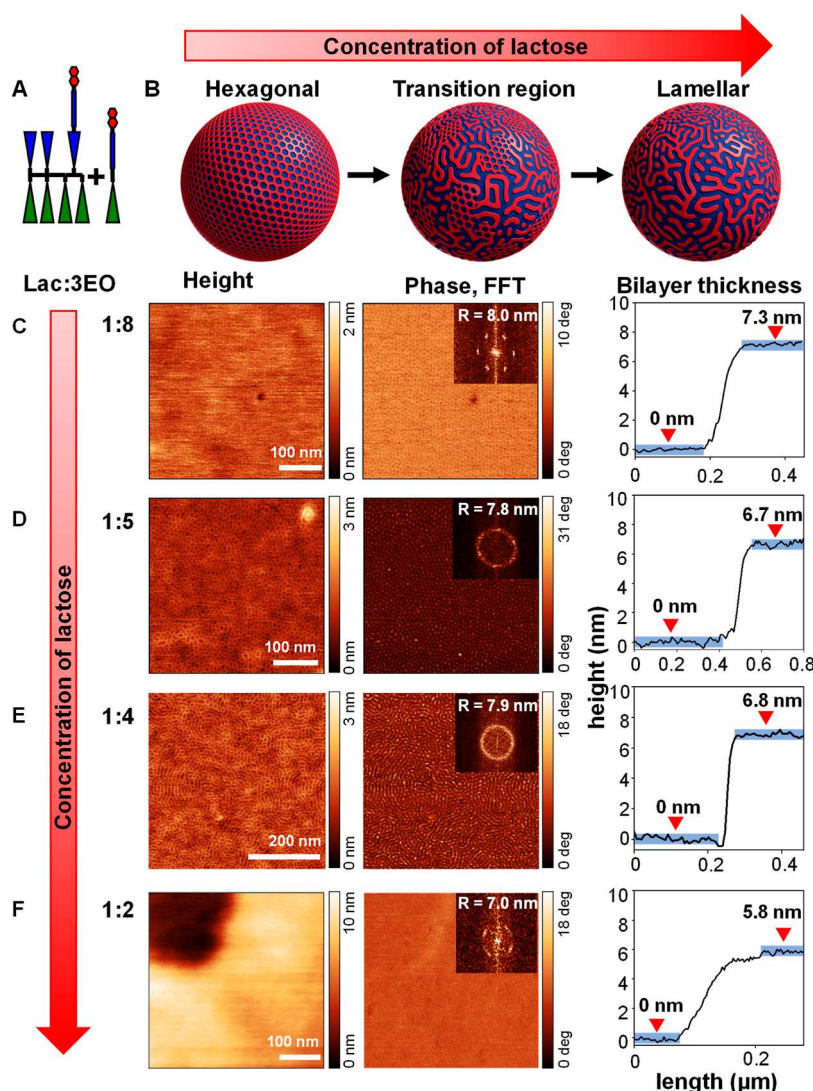 Concentration of lactose
A
B
Hexagonal
Transition region
Lamellar
+
Lac:3EO
Height
Phase, FFT
Bilayer thickness
Concentration of lactose
height (nm)
C
1:8
100 nm
2 nm
0 nm
R = 8.0 nm
10 deg
0 deg
10
8
6
4
2
0
0 nm
7.3 nm
0
0.2
0.4
D
1:5
100 nm
3 nm
0 nm
R = 7.8 nm
31 deg
0 deg
10
8
6
4
2
0
0 nm
6.7 nm
0
0.2
0.4
0.6
0.8
E
1:4
200 nm
3 nm
0 nm
R = 7.9 nm
18 deg
0 deg
10
8
6
4
2
0
0 nm
6.8 nm
0
0.2
0.4
F
1:2
100 nm
10 nm
0 nm
R = 7.0 nm
18 deg
0 deg
10
8
6
4
2
0
0 nm
5.8 nm
0
0.2
length (µm)